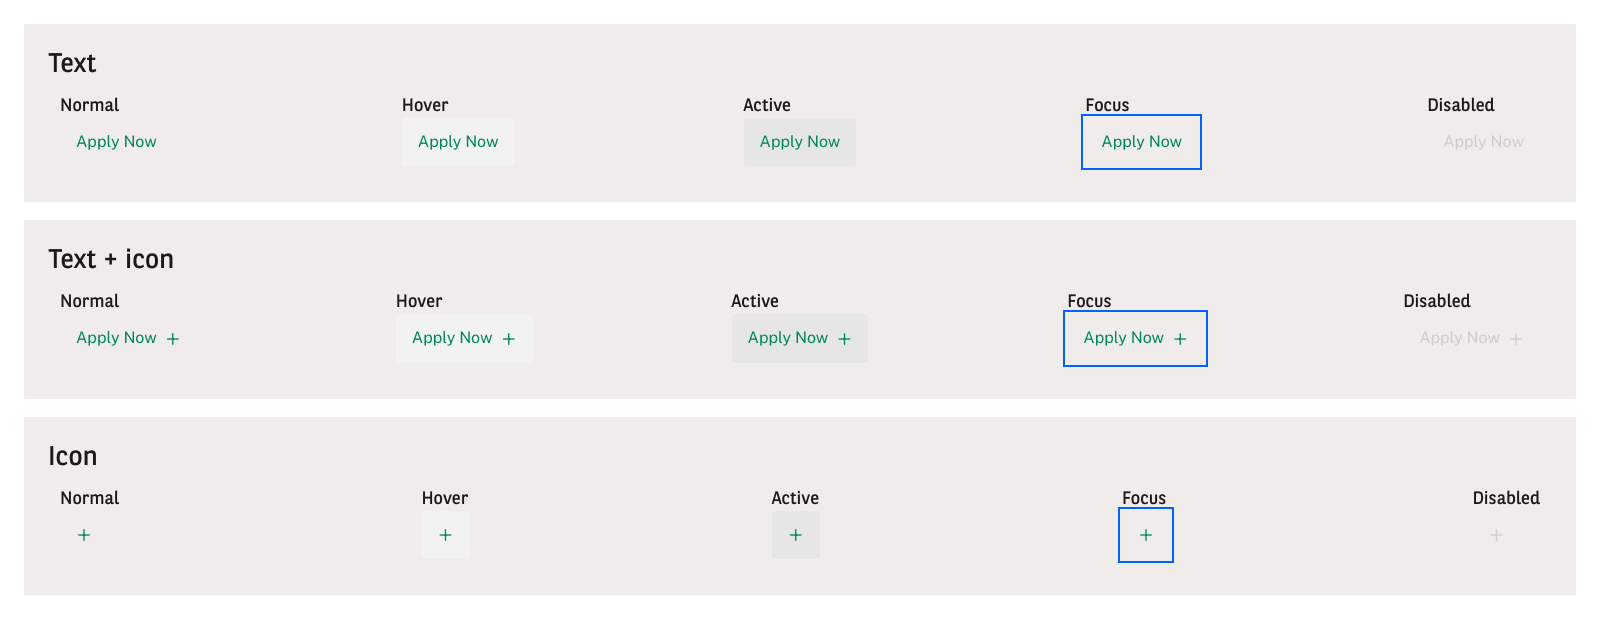 Text
Normal Hover Active Focus Disabled
Apply Now Apply Now Apply Now Apply Now Apply Now
Text + icon
Normal Hover Active Focus Disabled
Apply Now + Apply Now + Apply Now + Apply Now + Apply Now +
Icon
Normal Hover Active Focus Disabled
+ + + + +